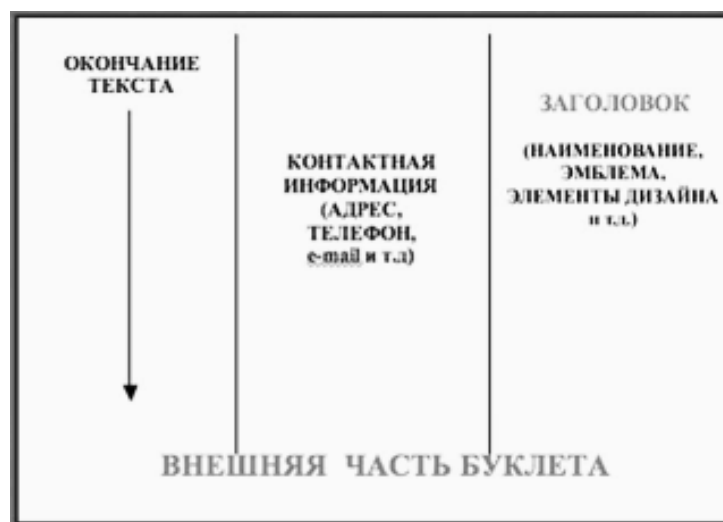 ОКОНЧАНИЕ
ТЕКСТА
КОНТАКТНАЯ
ИНФОРМАЦИЯ
(АДРЕС,
ТЕЛЕФОН,
e-mail и т.д)
ЗАГОЛОВОК
(НАИМЕНОВАНИЕ,
ЭМБЛЕМА,
ЭЛЕМЕНТЫ ДИЗАЙНА
и т.д.)
ВНЕШНЯЯ ЧАСТЬ БУКЛЕТА